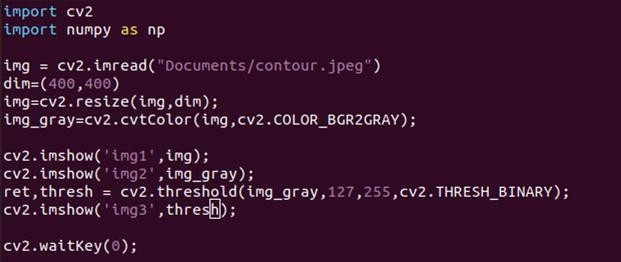 import cv2
import numpy as np
img = cv2.imread("Documents/contour.jpeg")
dim=(400,400)
img=cv2.resize(img,dim);
img_gray=cv2.cvtColor(img,cv2.COLOR_BGR2GRAY);
cv2.imshow('img1',img);
cv2.imshow('img2',img_gray);
ret,thresh = cv2.threshold(img_gray,127,255,cv2.THRESH_BINARY);
cv2.imshow('img3',thresh);
cv2.waitKey(0);